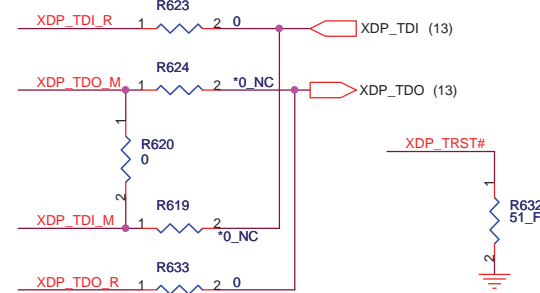 R623
XDP_TDI_R 1 2 0 XDP_TDI (13)
R624
XDP_TDO_M 1 2 *0_NC XDP_TDO (13)
1
R620
0
2
XDP_TRST#
1
R632
51_F
2
R619
XDP_TDI_M 1 2
*0_NC
R633
XDP_TDO_R 1 2 0